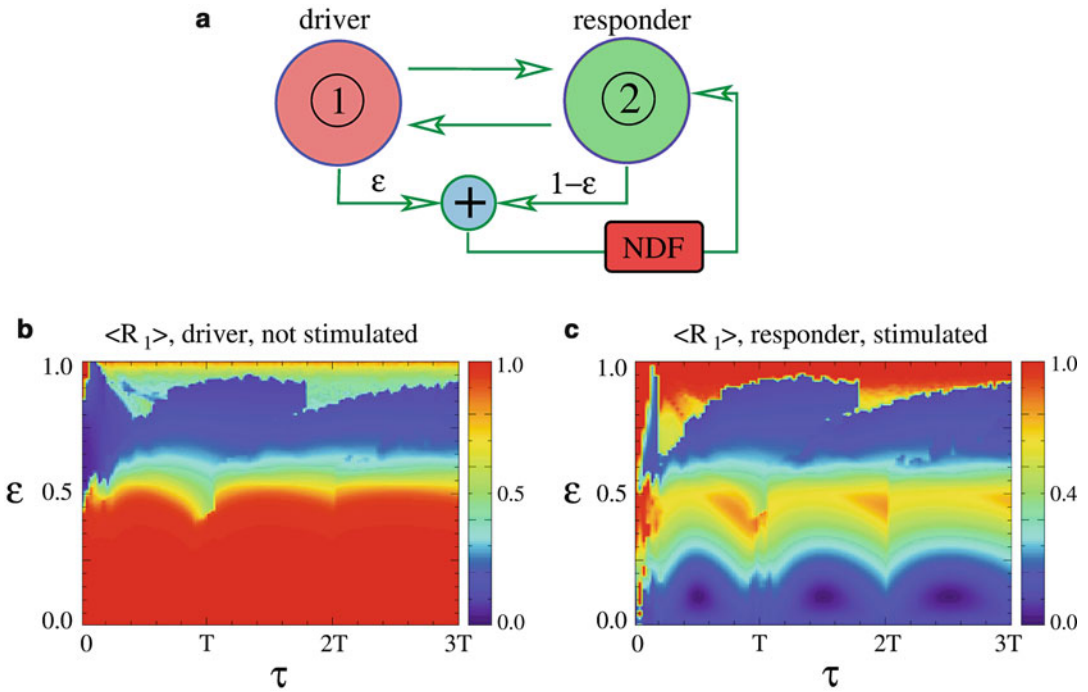 a
driver
responder
1
2
ε
1–ε
+
NDF
b
<R 1>, driver, not stimulated
1.0
0.5
0.0
ε
0
T
2T
3T
τ
1.0
0.5
0.0
c
<R 1>, responder, stimulated
1.0
0.5
0.0
ε
0
T
2T
3T
τ
1.0
0.4
0.0